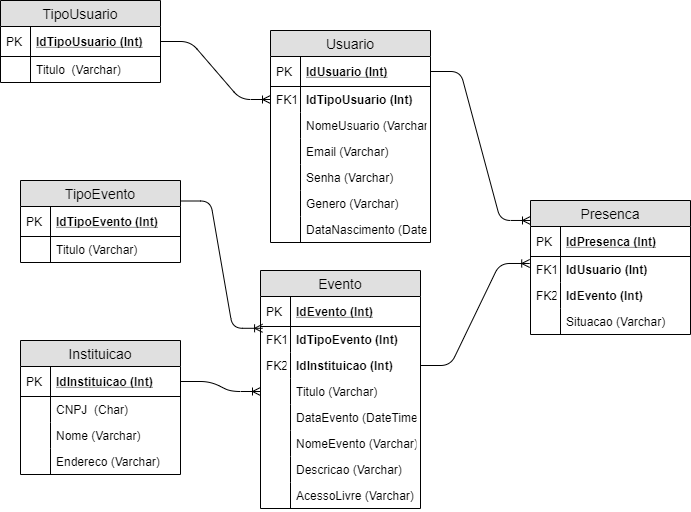 TipoUsuario
PK IdTipoUsuario (Int)
Titulo (Varchar)
Usuario
PK IdUsuario (Int)
FK1 IdTipoUsuario (Int)
NomeUsuario (Varchar
Email (Varchar)
Senha (Varchar)
Genero (Varchar)
DataNascimento (Date
TipoEvento
PK IdTipoEvento (Int)
Titulo (Varchar)
Presenca
PK IdPresenca (Int)
FK1 IdUsuario (Int)
FK2 IdEvento (Int)
Situacao (Varchar)
Evento
PK IdEvento (Int)
FK1 IdTipoEvento (Int)
FK2 IdInstituicao (Int)
Titulo (Varchar)
DataEvento (DateTime
NomeEvento (Varchar)
Descricao (Varchar)
AcessoLivre (Varchar)
Instituicao
PK IdInstituicao (Int)
CNPJ (Char)
Nome (Varchar)
Endereco (Varchar)